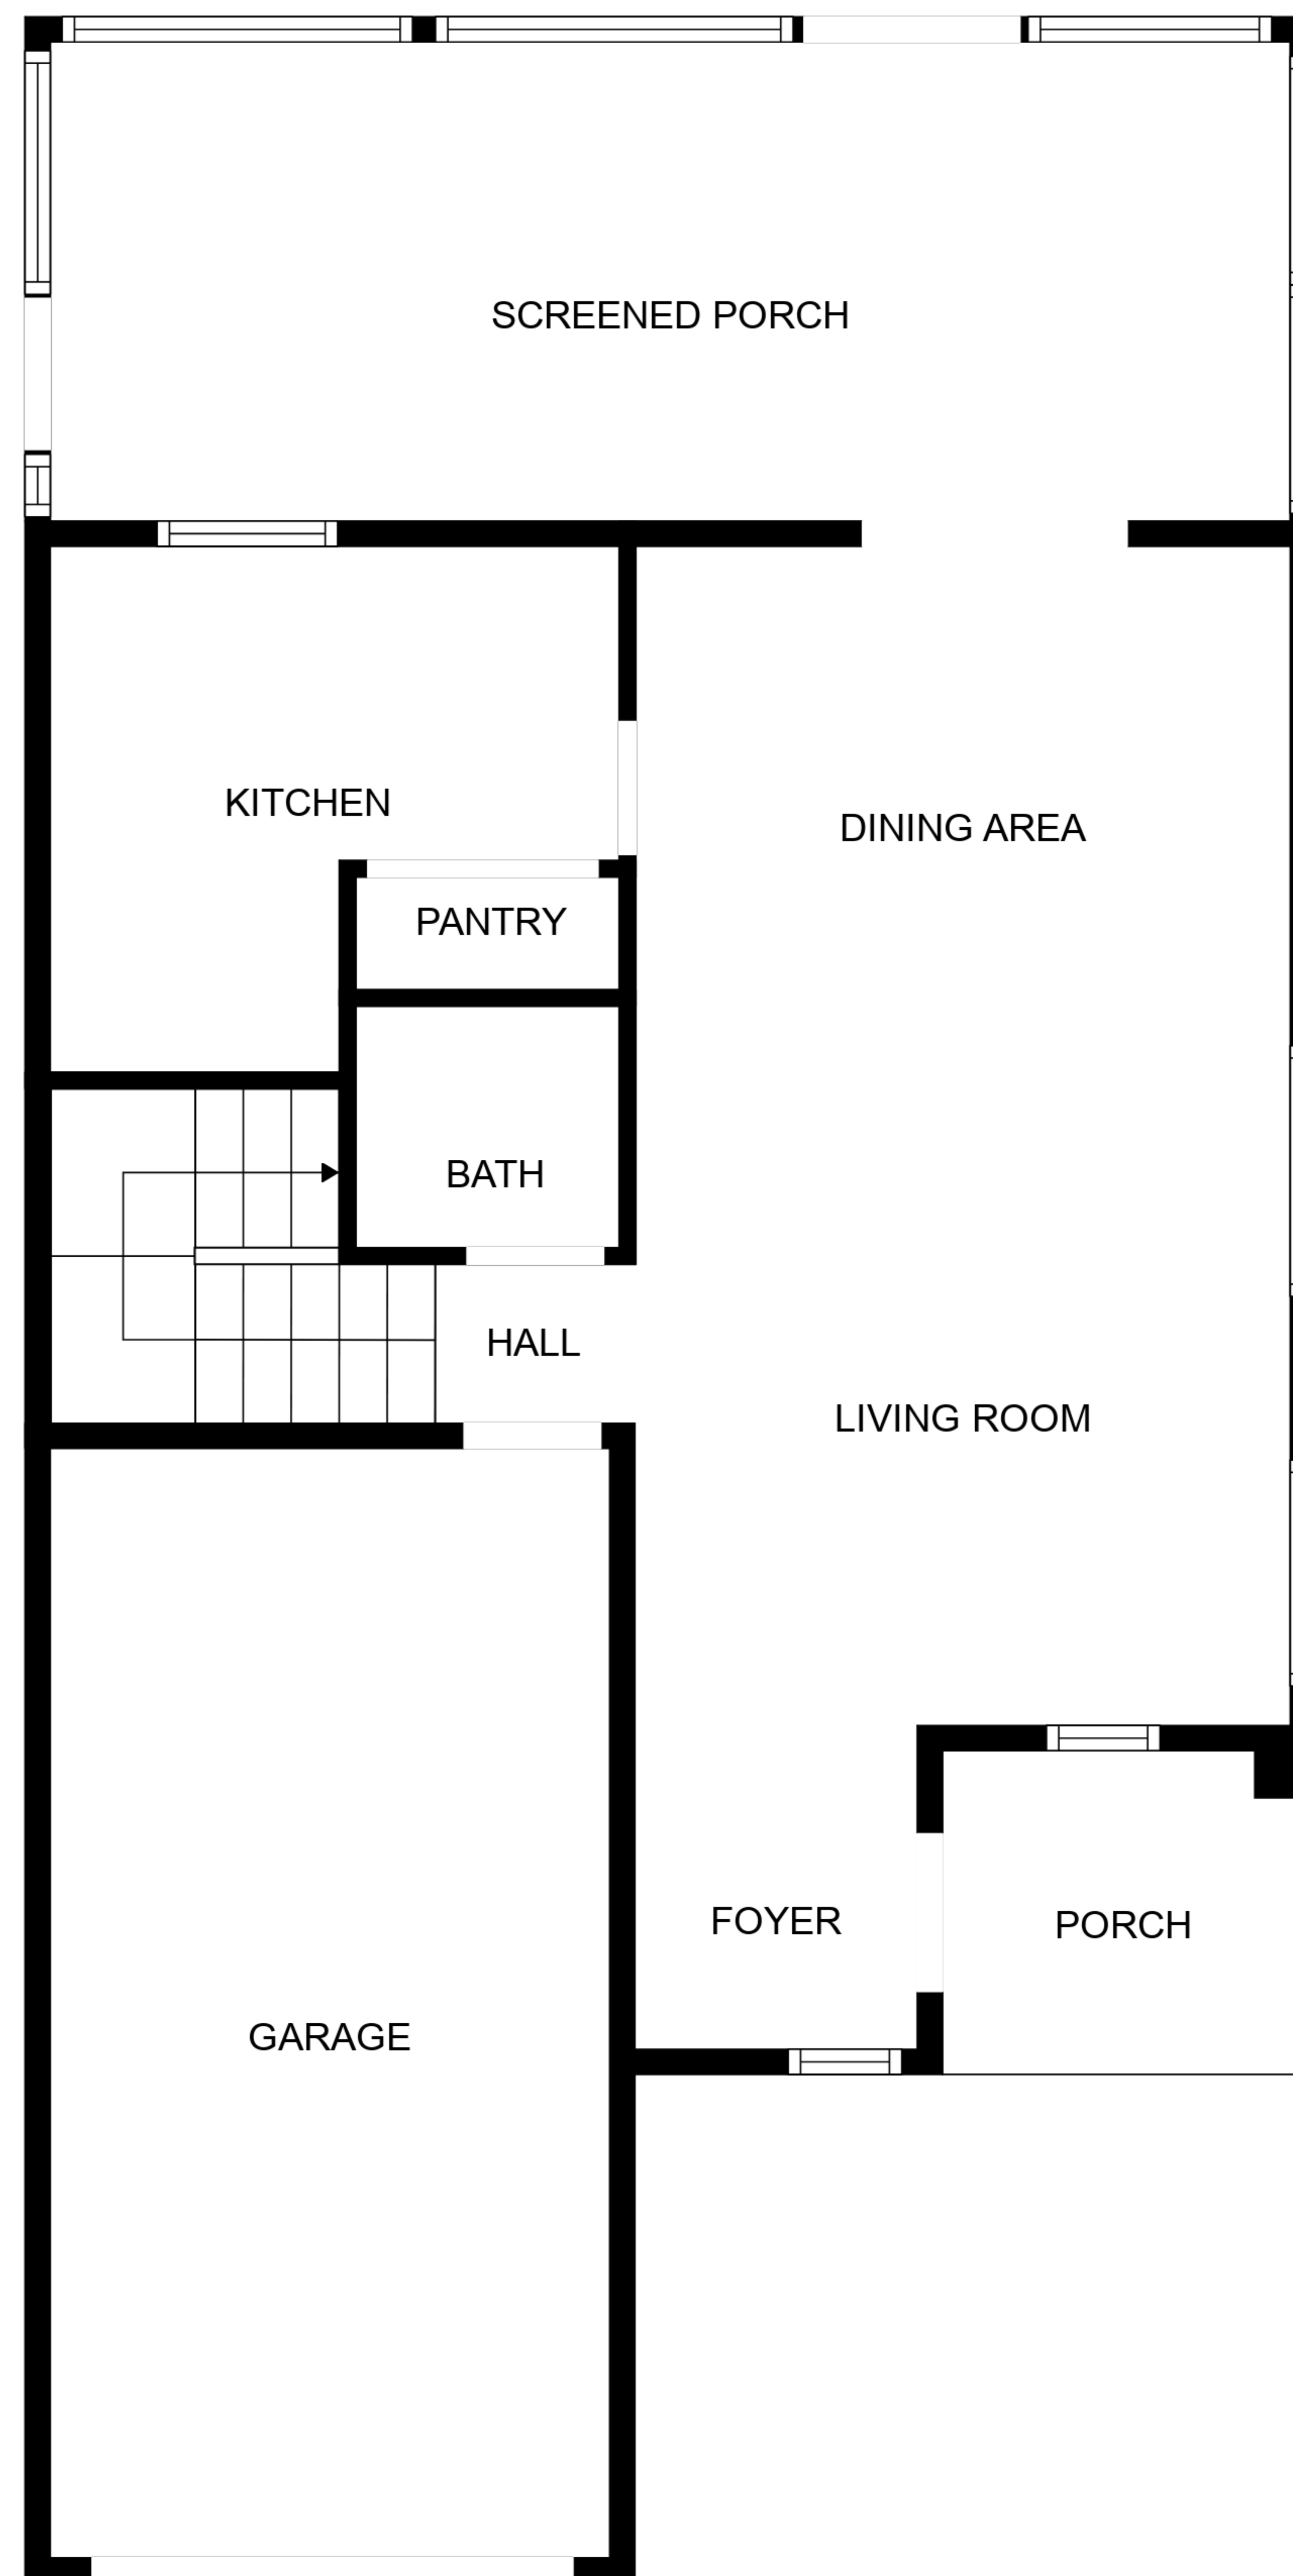 SCREENED PORCH
KITCHEN
DINING AREA
PANTRY
BATH
HALL
LIVING ROOM
FOYER
PORCH
GARAGE